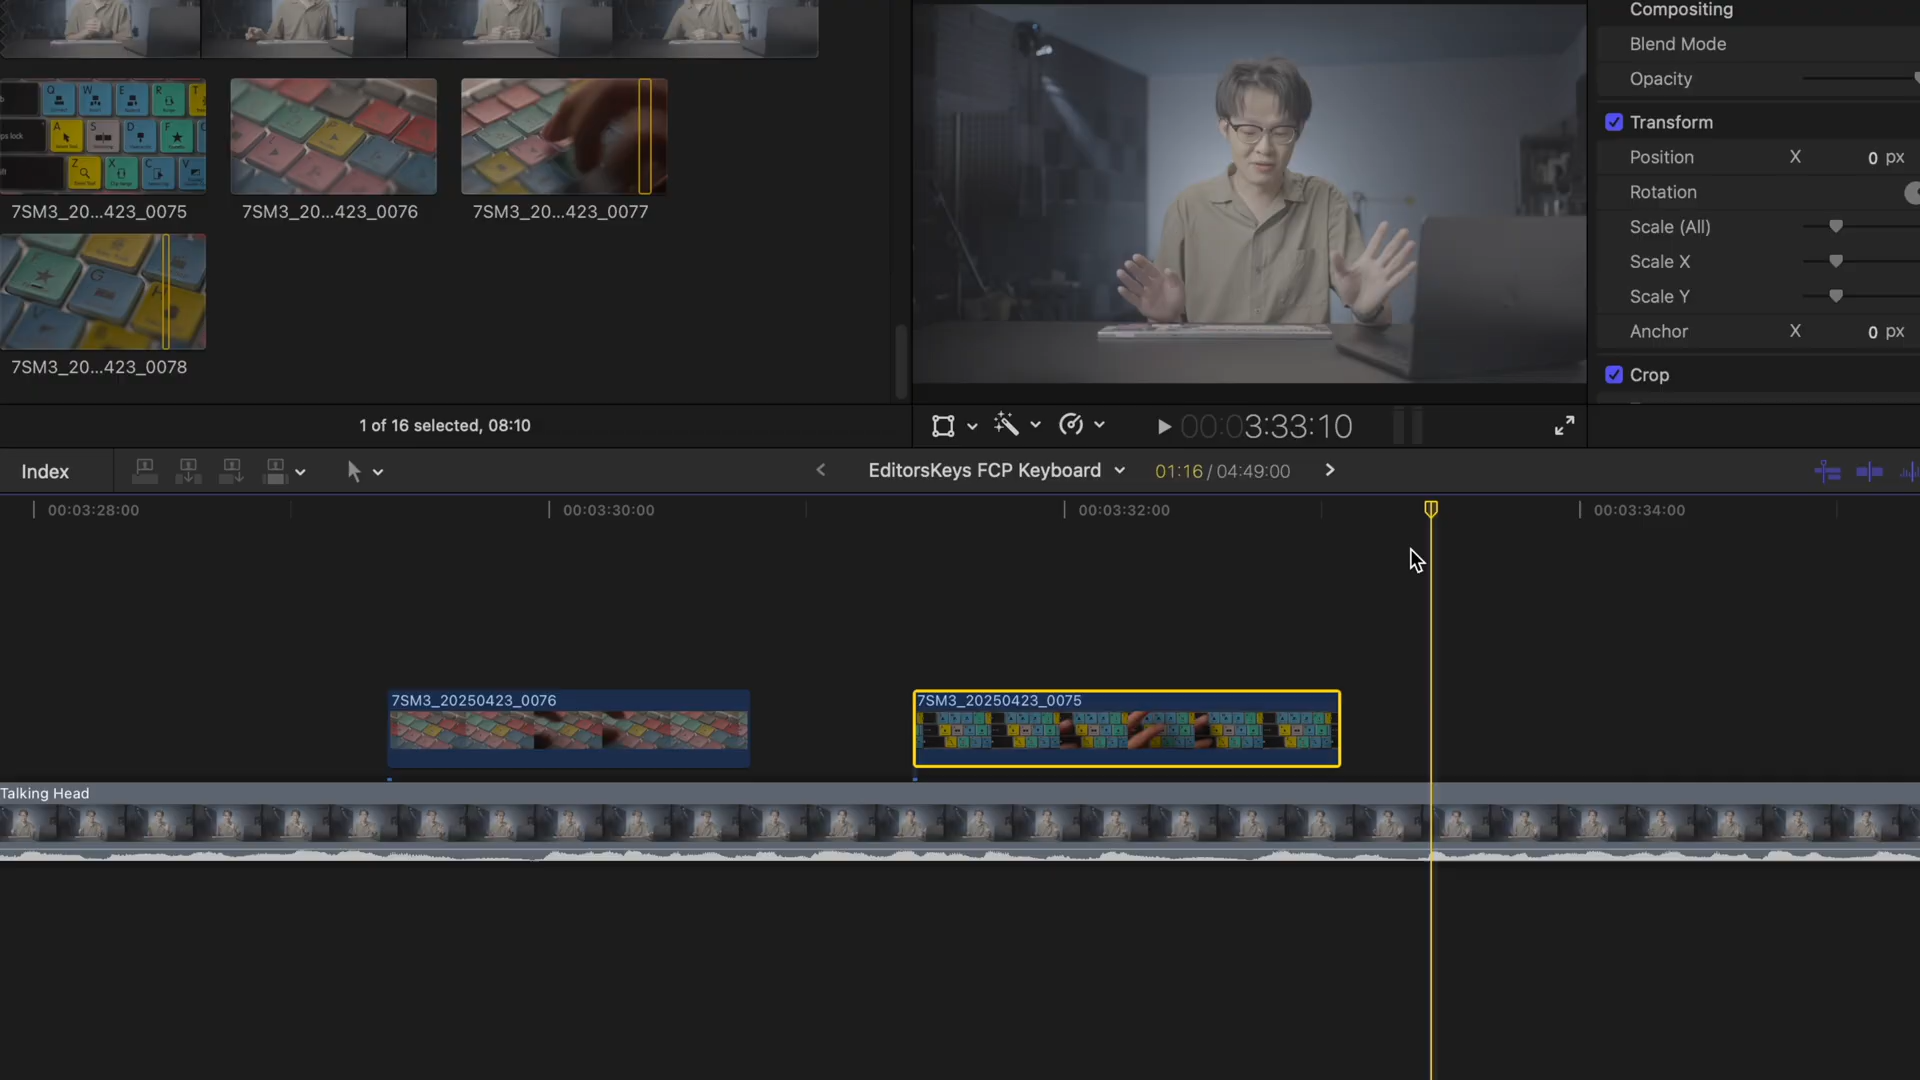 Compositing
Blend Mode
Opacity
Transform
Position X 0 px
Rotation
Scale (All)
Scale X
Scale Y
Anchor X 0 px
Crop
Q W E R T
A S D F
Z X C V
7SM3_20...423_0075
7SM3_20...423_0076
7SM3_20...423_0077
F G H
7SM3_20...423_0078
1 of 16 selected, 08:10
00:03:33:10
Index
EditorsKeys FCP Keyboard
01:16 / 04:49:00
00:03:28:00
00:03:30:00
00:03:32:00
00:03:34:00
7SM3_20250423_0076
7SM3_20250423_0075
Talking Head